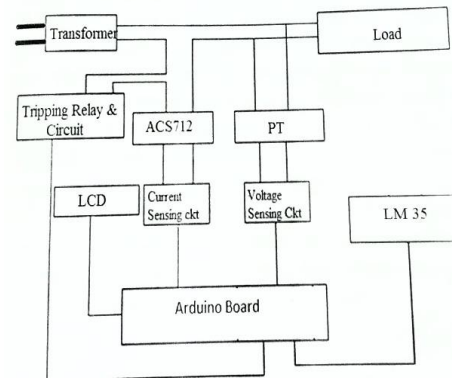 Transformer
Load
Tripping Relay &
Circuit
ACS712
PT
LCD
Current
Sensing ckt
Voltage
Sensing Ckt
LM 35
Arduino Board